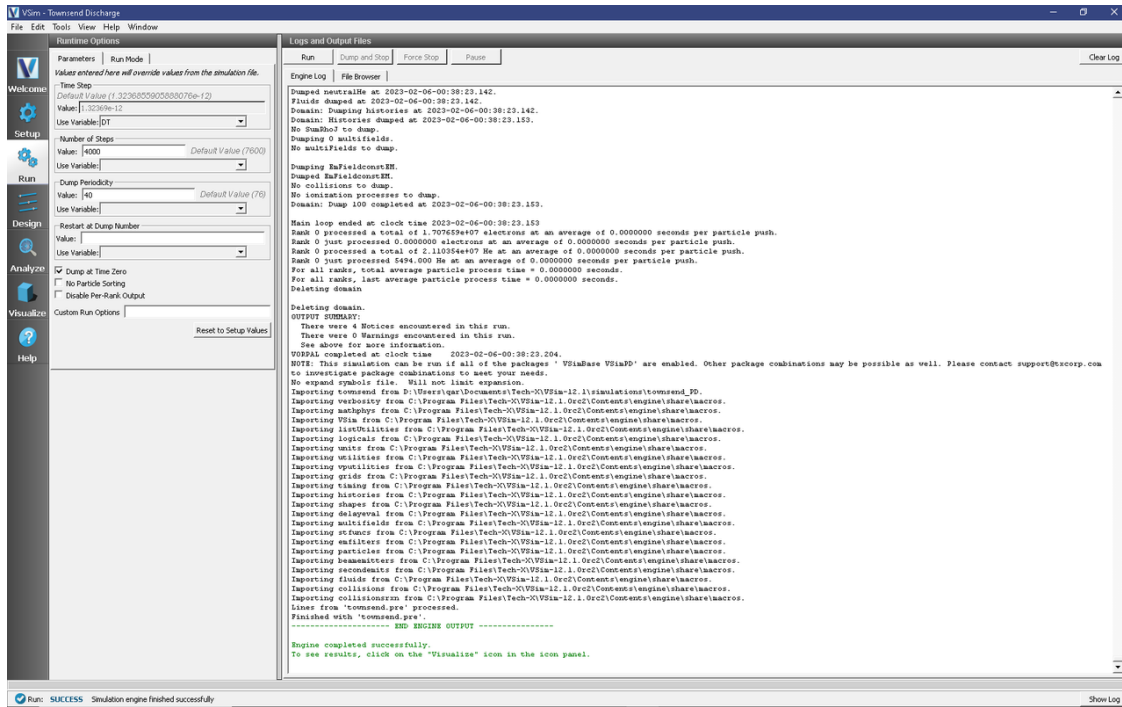 VSim - Townsend Discharge
File Edit Tools View Help Window
Runtime Options
Parameters Run Mode
Values entered here will override values from the simulation file.
Time Step
Default Value (1.3236855905888076e-12)
Value: 1.32369e-12
Use Variable: DT
Number of Steps
Value: 4000 Default Value (7600)
Use Variable:
Dump Periodicity
Value: 40 Default Value (76)
Use Variable:
Restart at Dump Number
Value:
Use Variable:
Dump at Time Zero
No Particle Sorting
Disable Per-Rank Output
Custom Run Options
Reset to Setup Values
Welcome
Setup
Run
Design
Analyze
Visualize
Help
Logs and Output Files
Run Dump and Stop Force Stop Pause Clear Log
Engine Log File Browser
Dumped neutralHe at 2023-02-06-00:38:23.142.
Fluids dumped at 2023-02-06-00:38:23.142.
Domain: Dumping histories at 2023-02-06-00:38:23.142.
Domain: Histories dumped at 2023-02-06-00:38:23.153.
No SumRhoJ to dump.
Dumping 0 multifields.
No multiFields to dump.
Dumping EmFieldconstEM.
Dumped EmFieldconstEM.
No collisions to dump.
No ionization processes to dump.
Domain: Dump 100 completed at 2023-02-06-00:38:23.153.
Main loop ended at clock time 2023-02-06-00:38:23.153
Rank 0 processed a total of 1.707659e+07 electrons at an average of 0.0000000 seconds per particle push.
Rank 0 just processed 0.0000000 electrons at an average of 0.0000000 seconds per particle push.
Rank 0 processed a total of 2.110354e+07 He at an average of 0.0000000 seconds per particle push.
Rank 0 just processed 5494.000 He at an average of 0.0000000 seconds per particle push.
For all ranks, total average particle process time = 0.0000000 seconds.
For all ranks, last average particle process time = 0.0000000 seconds.
Deleting domain
Deleting domain.
OUTPUT SUMMARY:
There were 4 Notices encountered in this run.
There were 0 Warnings encountered in this run.
See above for more information.
VORPAL completed at clock time 2023-02-06-00:38:23.204.
NOTE: This simulation can be run if all of the packages ' VSimBase VSimPD' are enabled. Other package combinations may be possible as well. Please contact support@txcorp.com
to investigate package combinations to meet your needs.
No expand symbols file. Will not limit expansion.
Importing townsend from D:\Users\qar\Documents\Tech-X\VSim-12.1\simulations\townsend_PD.
Importing verbosity from C:\Program Files\Tech-X\VSim-12.1.0rc2\Contents\engine\share\macros.
Importing mathphys from C:\Program Files\Tech-X\VSim-12.1.0rc2\Contents\engine\share\macros.
Importing VSim from C:\Program Files\Tech-X\VSim-12.1.0rc2\Contents\engine\share\macros.
Importing listUtilities from C:\Program Files\Tech-X\VSim-12.1.0rc2\Contents\engine\share\macros.
Importing logicals from C:\Program Files\Tech-X\VSim-12.1.0rc2\Contents\engine\share\macros.
Importing units from C:\Program Files\Tech-X\VSim-12.1.0rc2\Contents\engine\share\macros.
Importing utilities from C:\Program Files\Tech-X\VSim-12.1.0rc2\Contents\engine\share\macros.
Importing vputilities from C:\Program Files\Tech-X\VSim-12.1.0rc2\Contents\engine\share\macros.
Importing grids from C:\Program Files\Tech-X\VSim-12.1.0rc2\Contents\engine\share\macros.
Importing timing from C:\Program Files\Tech-X\VSim-12.1.0rc2\Contents\engine\share\macros.
Importing histories from C:\Program Files\Tech-X\VSim-12.1.0rc2\Contents\engine\share\macros.
Importing shapes from C:\Program Files\Tech-X\VSim-12.1.0rc2\Contents\engine\share\macros.
Importing delayeval from C:\Program Files\Tech-X\VSim-12.1.0rc2\Contents\engine\share\macros.
Importing multifields from C:\Program Files\Tech-X\VSim-12.1.0rc2\Contents\engine\share\macros.
Importing stfuncs from C:\Program Files\Tech-X\VSim-12.1.0rc2\Contents\engine\share\macros.
Importing emfilters from C:\Program Files\Tech-X\VSim-12.1.0rc2\Contents\engine\share\macros.
Importing particles from C:\Program Files\Tech-X\VSim-12.1.0rc2\Contents\engine\share\macros.
Importing beamemitters from C:\Program Files\Tech-X\VSim-12.1.0rc2\Contents\engine\share\macros.
Importing secondemits from C:\Program Files\Tech-X\VSim-12.1.0rc2\Contents\engine\share\macros.
Importing fluids from C:\Program Files\Tech-X\VSim-12.1.0rc2\Contents\engine\share\macros.
Importing collisions from C:\Program Files\Tech-X\VSim-12.1.0rc2\Contents\engine\share\macros.
Importing collisionsrxn from C:\Program Files\Tech-X\VSim-12.1.0rc2\Contents\engine\share\macros.
Lines from 'townsend.pre' processed.
Finished with 'townsend.pre'.
--------------------- END ENGINE OUTPUT ----------------
Engine completed successfully.
To see results, click on the "Visualize" icon in the icon panel.
Run: SUCCESS Simulation engine finished successfully Show Log